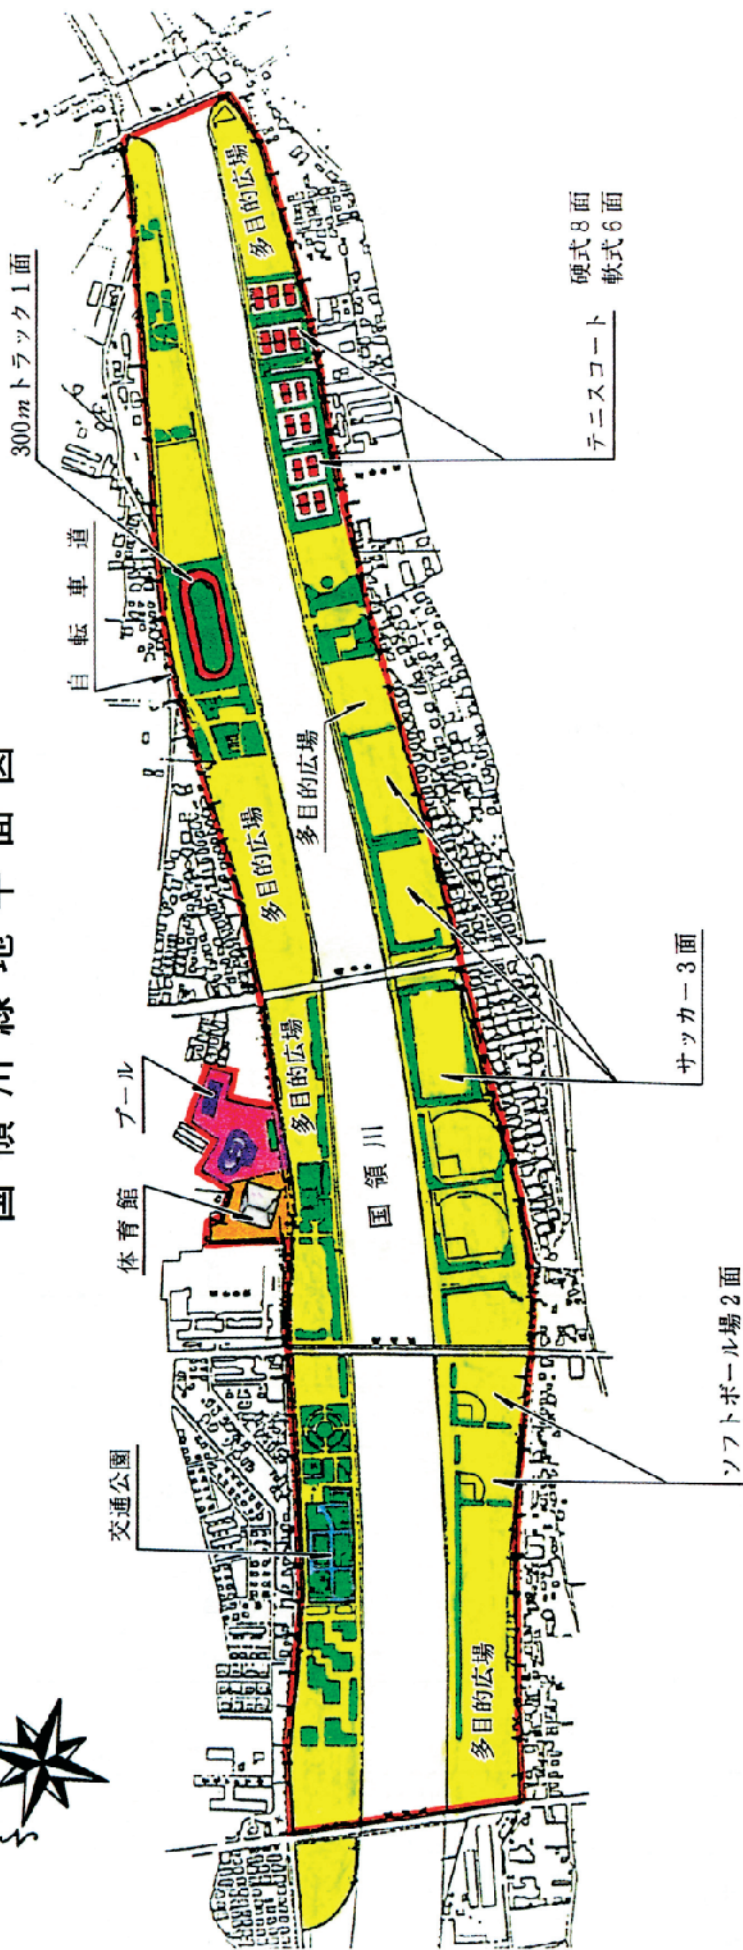 国領川緑地平面図
300mトラック1面
自転車道
プール
体育館
交通公園
多目的広場
多目的広場
多目的広場
多目的広場
多目的広場
国領川
硬式8面
軟式6面
テニスコート
サッカー3面
ソフトボール場2面